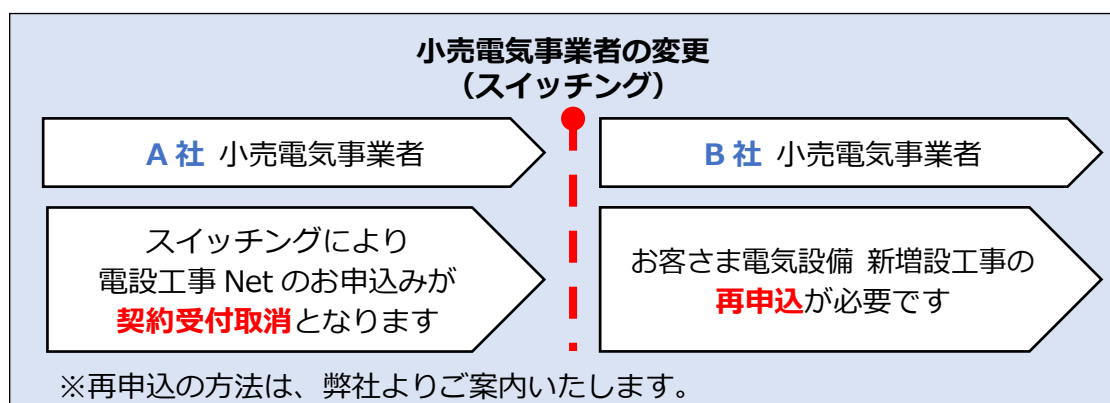 小売電気事業者の変更
(スイッチング)
A 社 小売電気事業者
B 社 小売電気事業者
スイッチングにより
電設工事 Net のお申込みが
契約受付取消となります
お客さま電気設備 新増設工事の
再申込が必要です
※再申込の方法は、弊社よりご案内いたします。